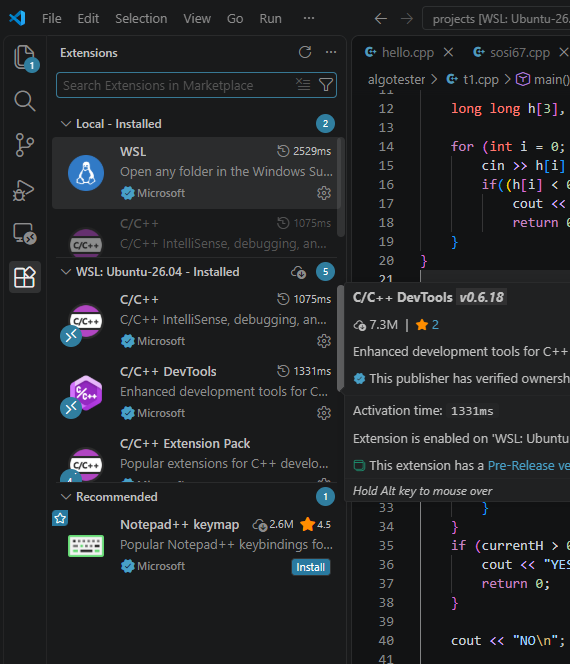 File Edit Selection View Go Run ···
projects [WSL: Ubuntu-26.
Extensions
Search Extensions in Marketplace
Local - Installed 2
WSL 2529ms
Open any folder in the Windows Su...
Microsoft
C/C++ 1075ms
C/C++ IntelliSense, debugging, an...
WSL: Ubuntu-26.04 - Installed 5
C/C++ 1075ms
C/C++ IntelliSense, debugging, an...
Microsoft
C/C++ DevTools 1331ms
Enhanced development tools for C...
Microsoft
C/C++ Extension Pack
Popular extensions for C++ develo...
Recommended 1
Notepad++ keymap 2.6M 4.5
Popular Notepad++ keybindings fo...
Microsoft Install
hello.cpp sosi67.cpp
algotester > t1.cpp > main()
11
12 long long h[3],
13
14 for (int i = 0;
15 cin >> h[i]
16 if((h[i] < 0
17 cout <<
18 return 0
19 }
20 }
21
C/C++ DevTools v0.6.18
7.3M | 2
Enhanced development tools for C++
This publisher has verified ownersh
Activation time: 1331ms
Extension is enabled on 'WSL: Ubuntu
This extension has a Pre-Release ve
Hold Alt key to mouse over
33 }
34 }
35 if (currentH > 0
36 cout << "YES
37 return 0;
38 }
39
40 cout << "NO\n";
41